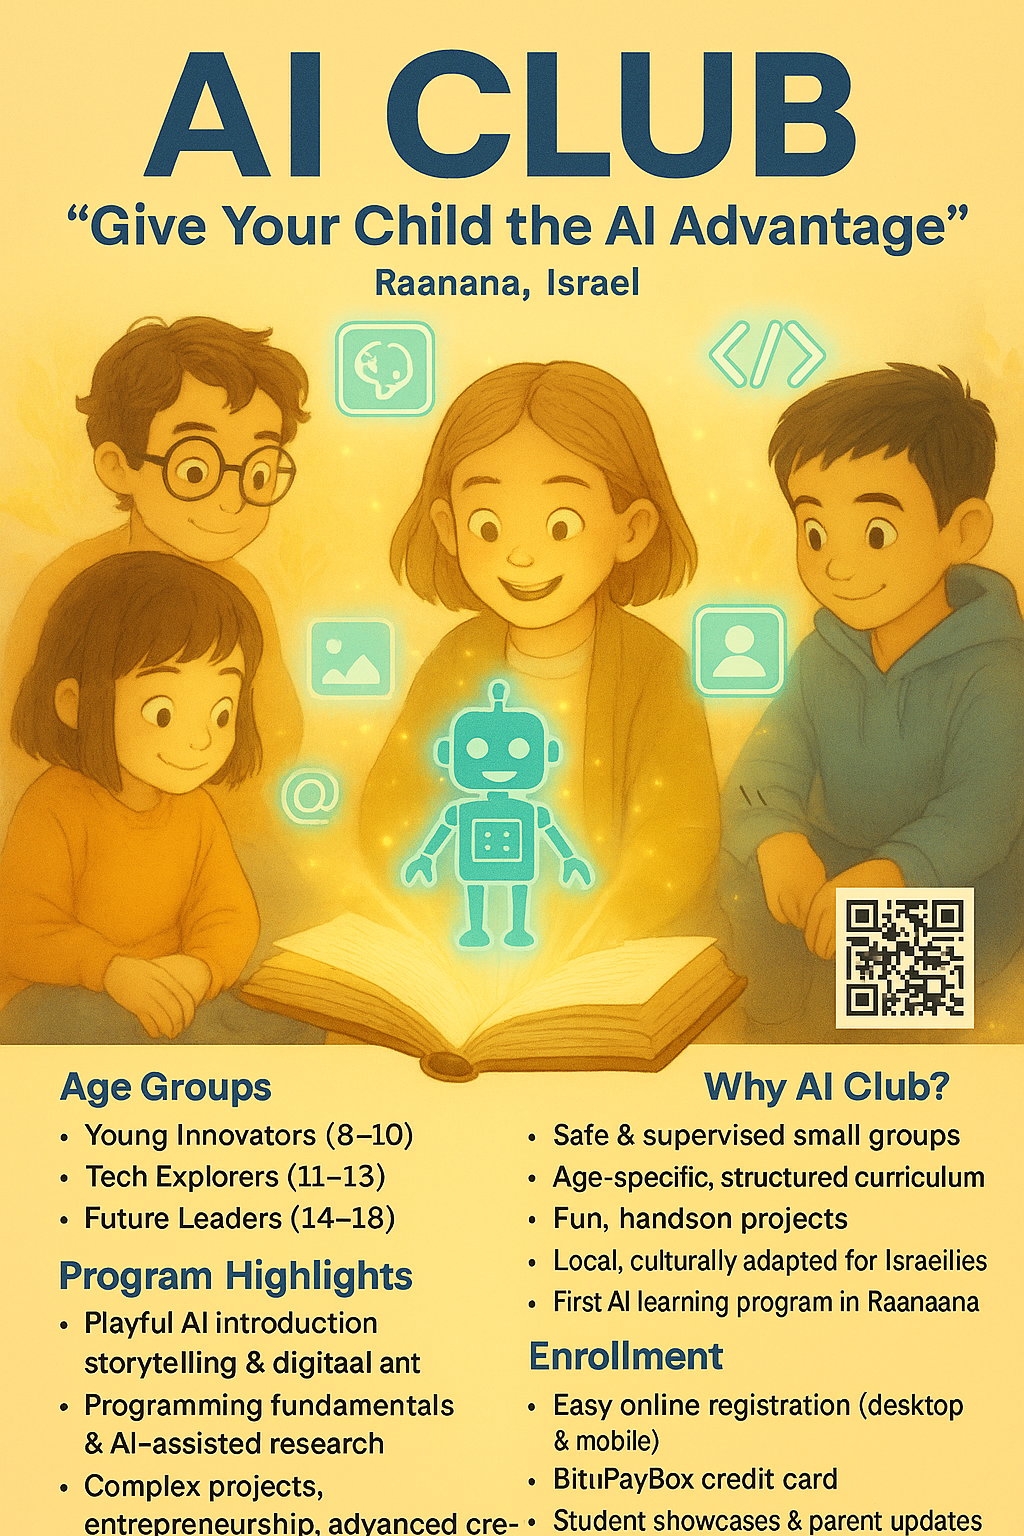 AI CLUB
“Give Your Child the AI Advantage”
Raanana, Israel
</>
@
Age Groups
• Young Innovators (8–10)
• Tech Explorers (11–13)
• Future Leaders (14–18)
Program Highlights
• Playful AI introduction
storytelling & digitaal ant
• Programming fundamentals
& AI–assisted research
• Complex projects,
entrepreneurship, advanced cre-
Why AI Club?
• Safe & supervised small groups
• Age-specific, structured curriculum
• Fun, handson projects
• Local, culturally adapted for Israeilies
• First AI learning program in Raanaana
Enrollment
• Easy online registration (desktop
& mobile)
• BituPayBox credit card
• Student showcases & parent updates